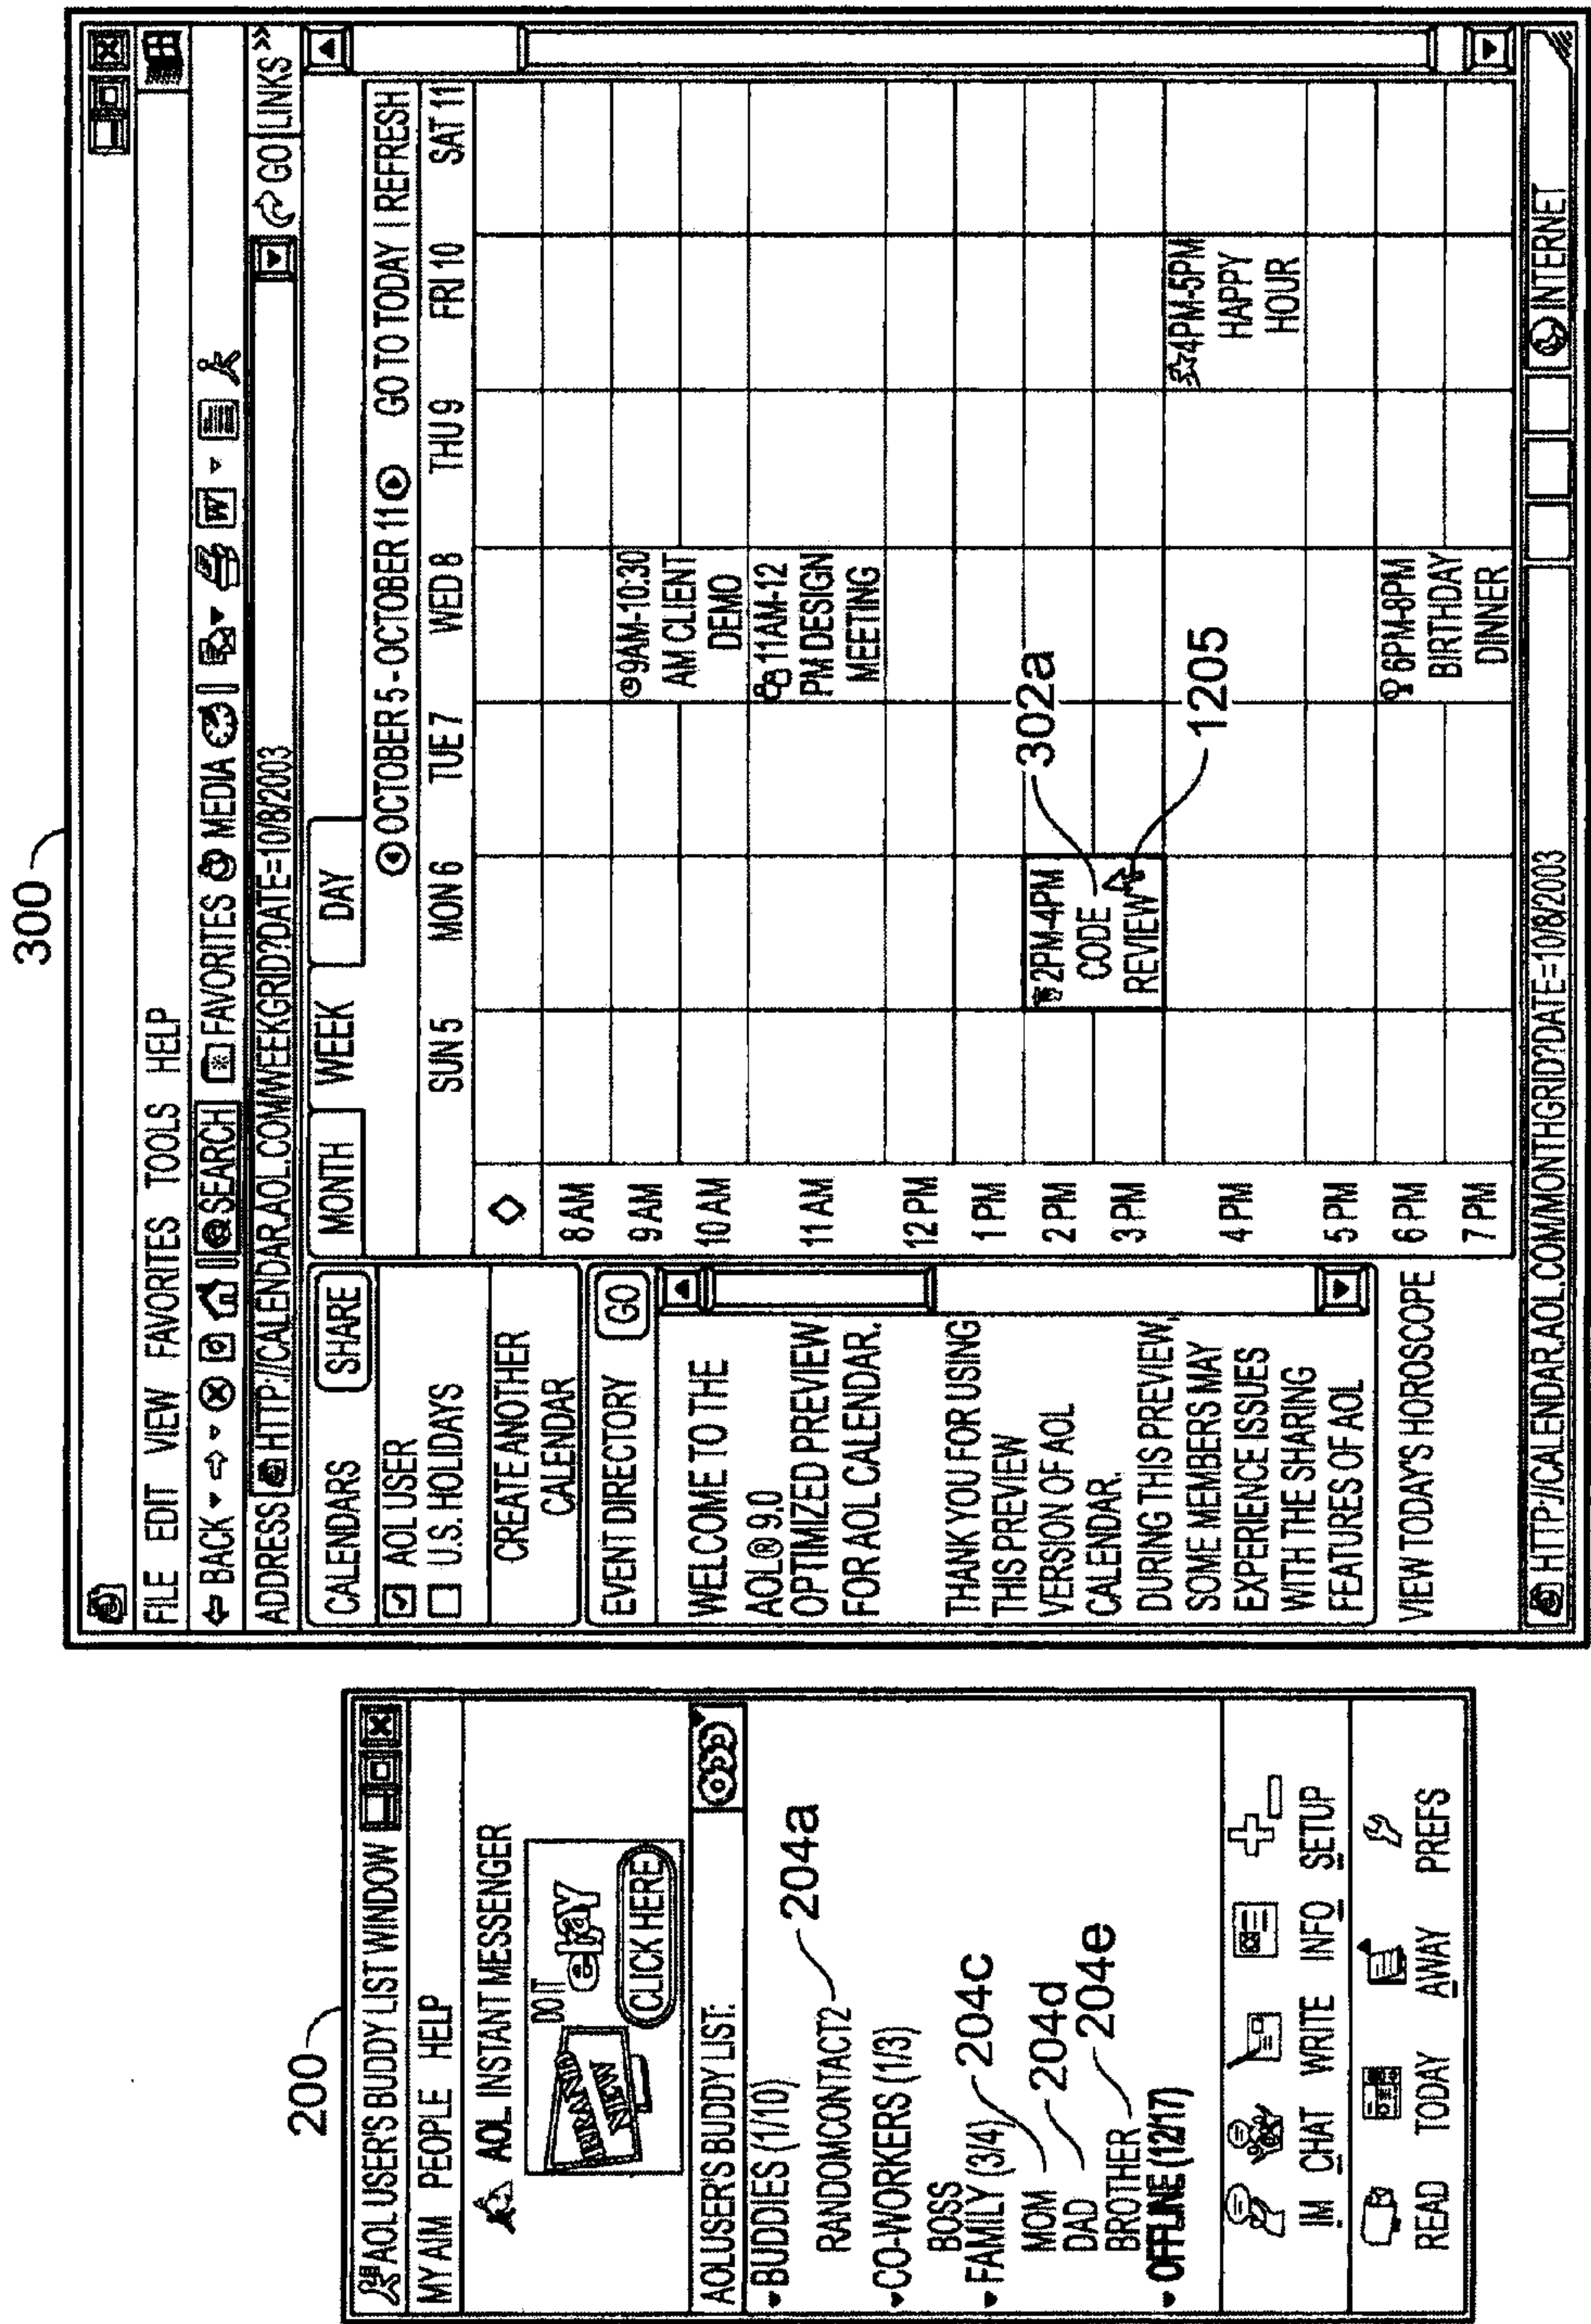 200
AOL USER'S BUDDY LIST WINDOW
MY AIM PEOPLE HELP
AOL INSTANT MESSENGER
BRAND
NEW
DO IT
ebay
CLICK HERE
AOLUSER'S BUDDY LIST:
BUDDIES (1/10)
RANDOMCONTACT2
204a
CO-WORKERS (1/3)
BOSS
FAMILY (3/4)
204c
MOM
204d
DAD
BROTHER
204e
OFFLINE (12/17)
IM CHAT WRITE INFO SETUP
READ TODAY AWAY PREFS
300
FILE EDIT VIEW FAVORITES TOOLS HELP
BACK SEARCH FAVORITES MEDIA W
ADDRESS HTTP://CALENDAR.AOL.COM/WEEKGRID?DATE=10/8/2003 GO LINKS »
CALENDARS SHARE
AOL USER
U.S. HOLIDAYS
CREATE ANOTHER
CALENDAR
EVENT DIRECTORY GO
WELCOME TO THE
AOL® 9.0
OPTIMIZED PREVIEW
FOR AOL CALENDAR.
THANK YOU FOR USING
THIS PREVIEW
VERSION OF AOL
CALENDAR.
DURING THIS PREVIEW,
SOME MEMBERS MAY
EXPERIENCE ISSUES
WITH THE SHARING
FEATURES OF AOL
VIEW TODAY'S HOROSCOPE
MONTH WEEK DAY
OCTOBER 5 - OCTOBER 11 GO TO TODAY | REFRESH
SUN 5 MON 6 TUE 7 WED 8 THU 9 FRI 10 SAT 11
8 AM
9 AM
9AM-10:30
AM CLIENT
DEMO
10 AM
11 AM
11AM-12
PM DESIGN
MEETING
12 PM
1 PM
2 PM
2PM-4PM
CODE
REVIEW
302a
1205
3 PM
4 PM
4PM-5PM
HAPPY
HOUR
5 PM
6 PM
6PM-8PM
BIRTHDAY
DINNER
7 PM
HTTP://CALENDAR.AOL.COM/MONTHGRID?DATE=10/8/2003 INTERNET